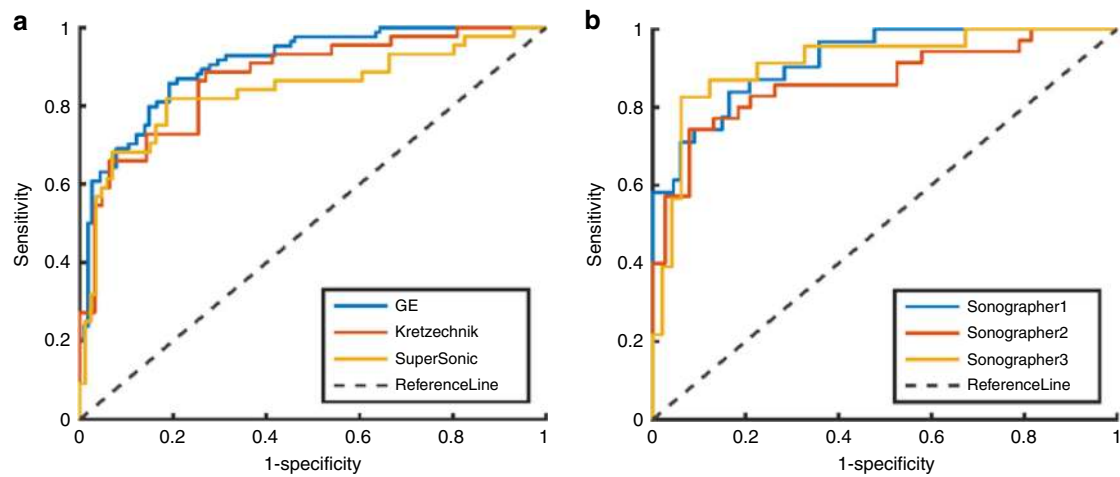 a
1
0.8
0.6
0.4
0.2
0
Sensitivity
0
0.2
0.4
0.6
0.8
1
1-specificity
GE
Kretzechnik
SuperSonic
ReferenceLine
b
1
0.8
0.6
0.4
0.2
0
Sensitivity
0
0.2
0.4
0.6
0.8
1
1-specificity
Sonographer1
Sonographer2
Sonographer3
ReferenceLine